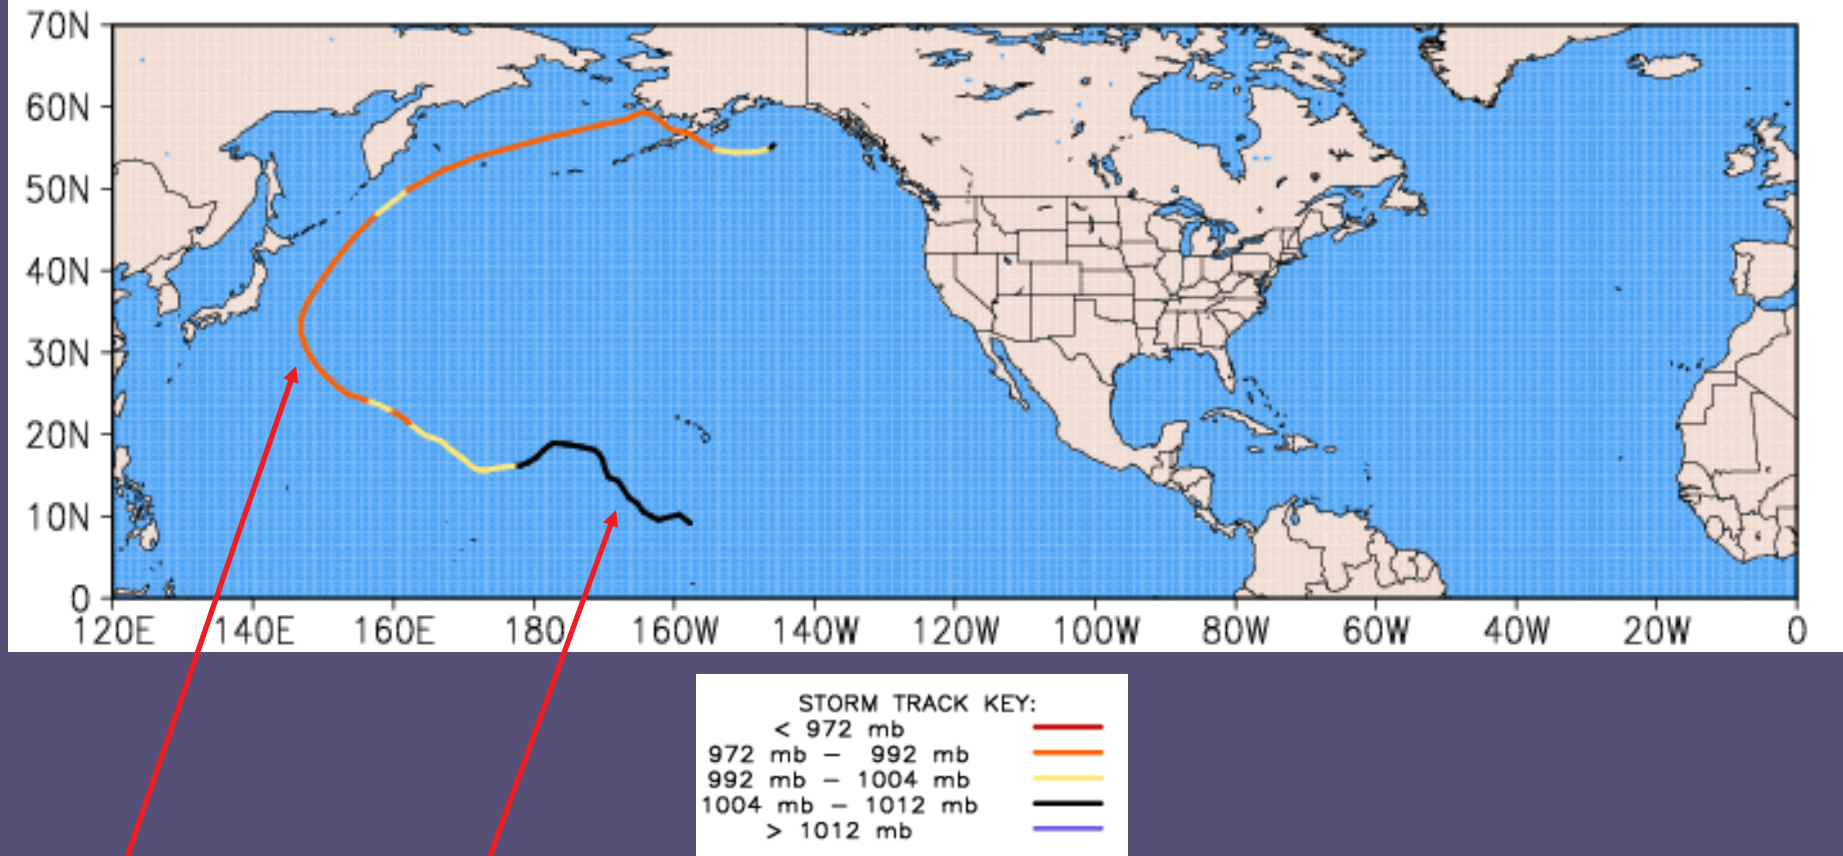 70N
60N
50N
40N
30N
20N
10N
0
120E 140E 160E 180 160W 140W 120W 100W 80W 60W 40W 20W 0
STORM TRACK KEY:
< 972 mb
972 mb - 992 mb
992 mb - 1004 mb
1004 mb - 1012 mb
> 1012 mb